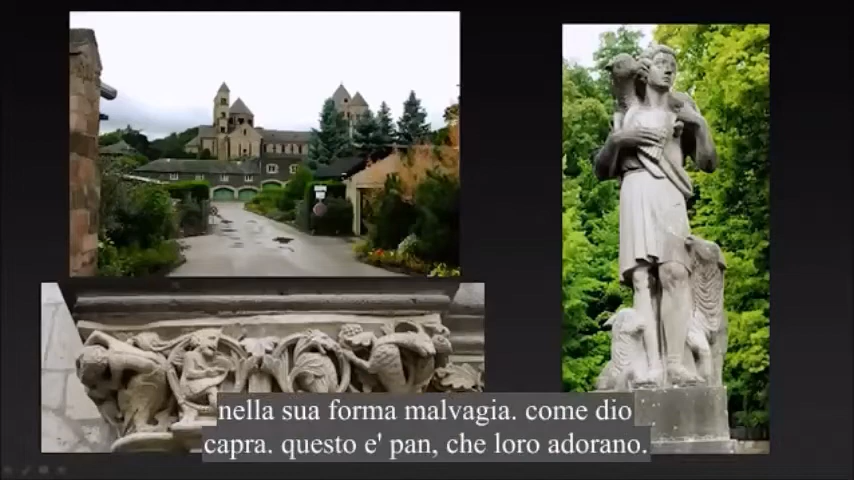 nella sua forma malvagia. come dio
capra. questo e' pan, che loro adorano.